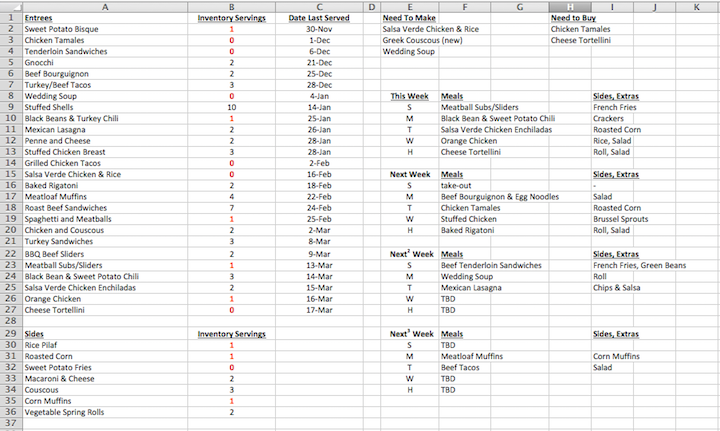 A B C D E F G H I J K
1 Entrees Inventory Servings Date Last Served Need To Make Need to Buy
2 Sweet Potato Bisque 1 30-Nov Salsa Verde Chicken & Rice Chicken Tamales
3 Chicken Tamales 0 1-Dec Greek Couscous (new) Cheese Tortellini
4 Tenderloin Sandwiches 0 6-Dec Wedding Soup
5 Gnocchi 2 21-Dec
6 Beef Bourguignon 2 25-Dec
7 Turkey/Beef Tacos 3 28-Dec
8 Wedding Soup 0 4-Jan This Week Meals Sides, Extras
9 Stuffed Shells 10 14-Jan S Meatball Subs/Sliders French Fries
10 Black Beans & Turkey Chili 1 25-Jan M Black Bean & Sweet Potato Chili Crackers
11 Mexican Lasagna 2 26-Jan T Salsa Verde Chicken Enchiladas Roasted Corn
12 Penne and Cheese 2 28-Jan W Orange Chicken Rice, Salad
13 Stuffed Chicken Breast 3 28-Jan H Cheese Tortellini Roll, Salad
14 Grilled Chicken Tacos 0 2-Feb
15 Salsa Verde Chicken & Rice 0 16-Feb Next Week Meals Sides, Extras
16 Baked Rigatoni 2 18-Feb S take-out -
17 Meatloaf Muffins 4 22-Feb M Beef Bourguignon & Egg Noodles Salad
18 Roast Beef Sandwiches 7 24-Feb T Chicken Tamales Roasted Corn
19 Spaghetti and Meatballs 1 25-Feb W Stuffed Chicken Brussel Sprouts
20 Chicken and Couscous 2 2-Mar H Baked Rigatoni Roll, Salad
21 Turkey Sandwiches 3 8-Mar
22 BBQ Beef Sliders 2 9-Mar Next² Week Meals Sides, Extras
23 Meatball Subs/Sliders 1 13-Mar S Beef Tenderloin Sandwiches French Fries, Green Beans
24 Black Bean & Sweet Potato Chili 3 14-Mar M Wedding Soup Roll
25 Salsa Verde Chicken Enchiladas 2 15-Mar T Mexican Lasagna Chips & Salsa
26 Orange Chicken 1 16-Mar W TBD
27 Cheese Tortellini 0 17-Mar H TBD
28
29 Sides Inventory Servings Next³ Week Meals Sides, Extras
30 Rice Pilaf 1 S TBD
31 Roasted Corn 1 M Meatloaf Muffins Corn Muffins
32 Sweet Potato Fries 0 T Beef Tacos Salad
33 Macaroni & Cheese 2 W TBD
34 Couscous 3 H TBD
35 Corn Muffins 1
36 Vegetable Spring Rolls 2
37